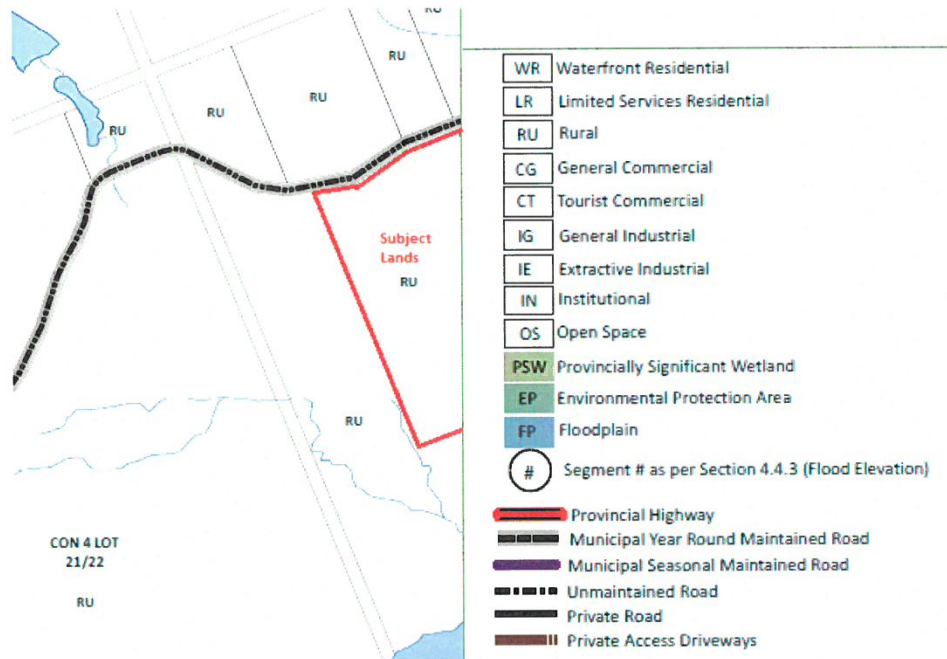 RU
RU
RU
RU
RU
Subject
Lands
RU
RU
CON 4 LOT
21/22
RU
WR Waterfront Residential
LR Limited Services Residential
RU Rural
CG General Commercial
CT Tourist Commercial
IG General Industrial
IE Extractive Industrial
IN Institutional
OS Open Space
PSW Provincially Significant Wetland
EP Environmental Protection Area
FP Floodplain
# Segment # as per Section 4.4.3 (Flood Elevation)
Provincial Highway
Municipal Year Round Maintained Road
Municipal Seasonal Maintained Road
Unmaintained Road
Private Road
Private Access Driveways